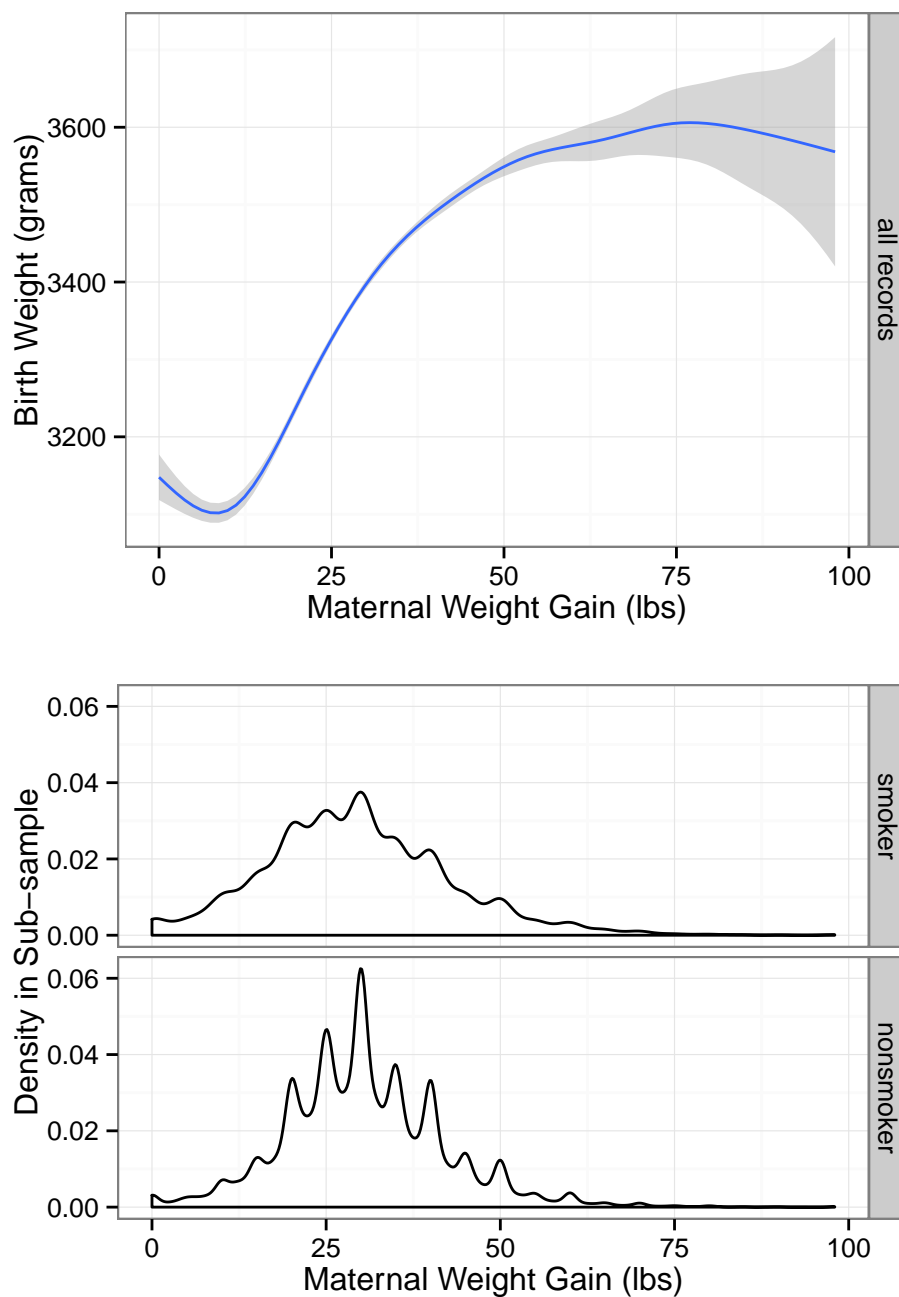 3600
3400
3200
Birth Weight (grams)
all records
0 25 50 75 100
Maternal Weight Gain (lbs)
0.06
0.04
0.02
0.00
smoker
Density in Sub−sample
0.06
0.04
0.02
0.00
nonsmoker
0 25 50 75 100
Maternal Weight Gain (lbs)